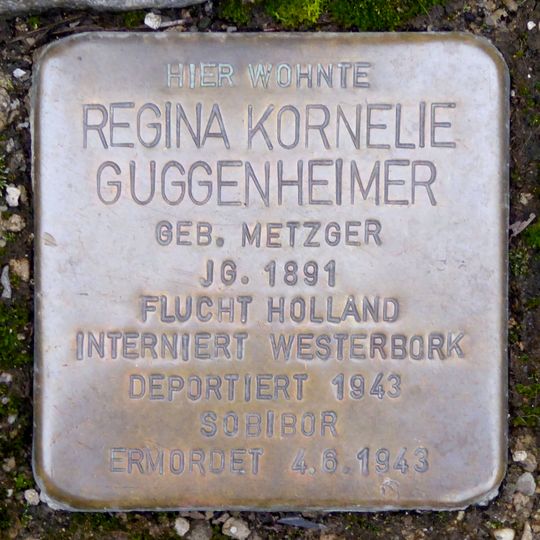 HIER WOHNTE
REGINA KORNELIE
GUGGENHEIMER
GEB. METZGER
JG. 1891
FLUCHT HOLLAND
INTERNIERT WESTERBORK
DEPORTIERT 1943
SOBIBOR
ERMORDET 4.6.1943